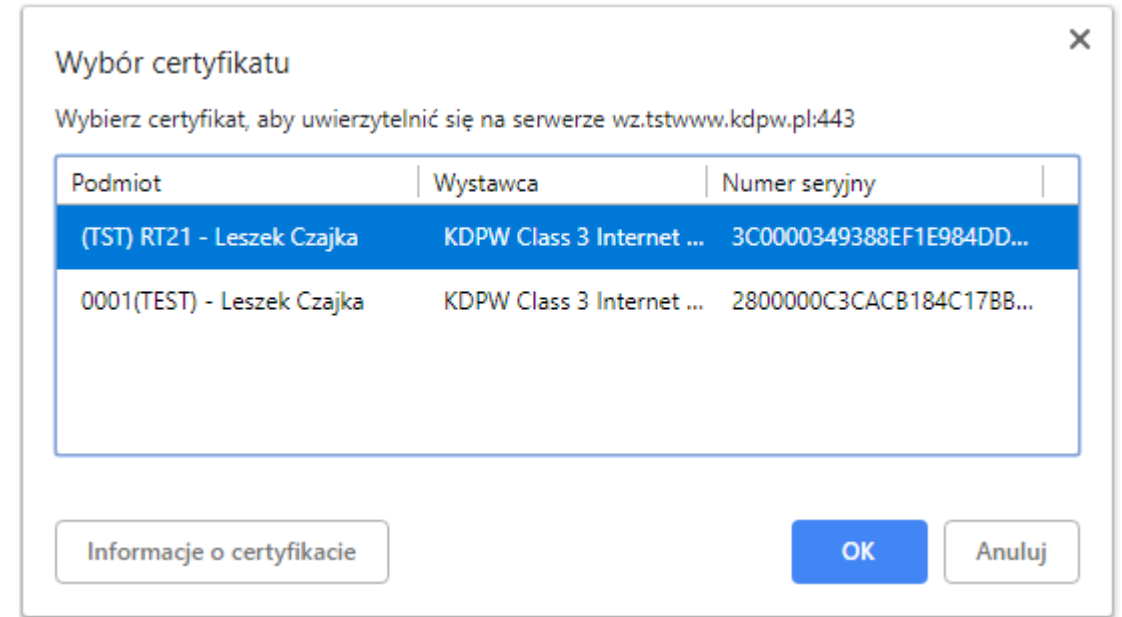 Wybór certyfikatu
Wybierz certyfikat, aby uwierzytelnić się na serwerze wz.tstwww.kdpw.pl:443
Podmiot Wystawca Numer seryjny
(TST) RT21 - Leszek Czajka KDPW Class 3 Internet ... 3C0000349388EF1E984DD...
0001(TEST) - Leszek Czajka KDPW Class 3 Internet ... 2800000C3CACB184C17BB...
Informacje o certyfikacie OK Anuluj